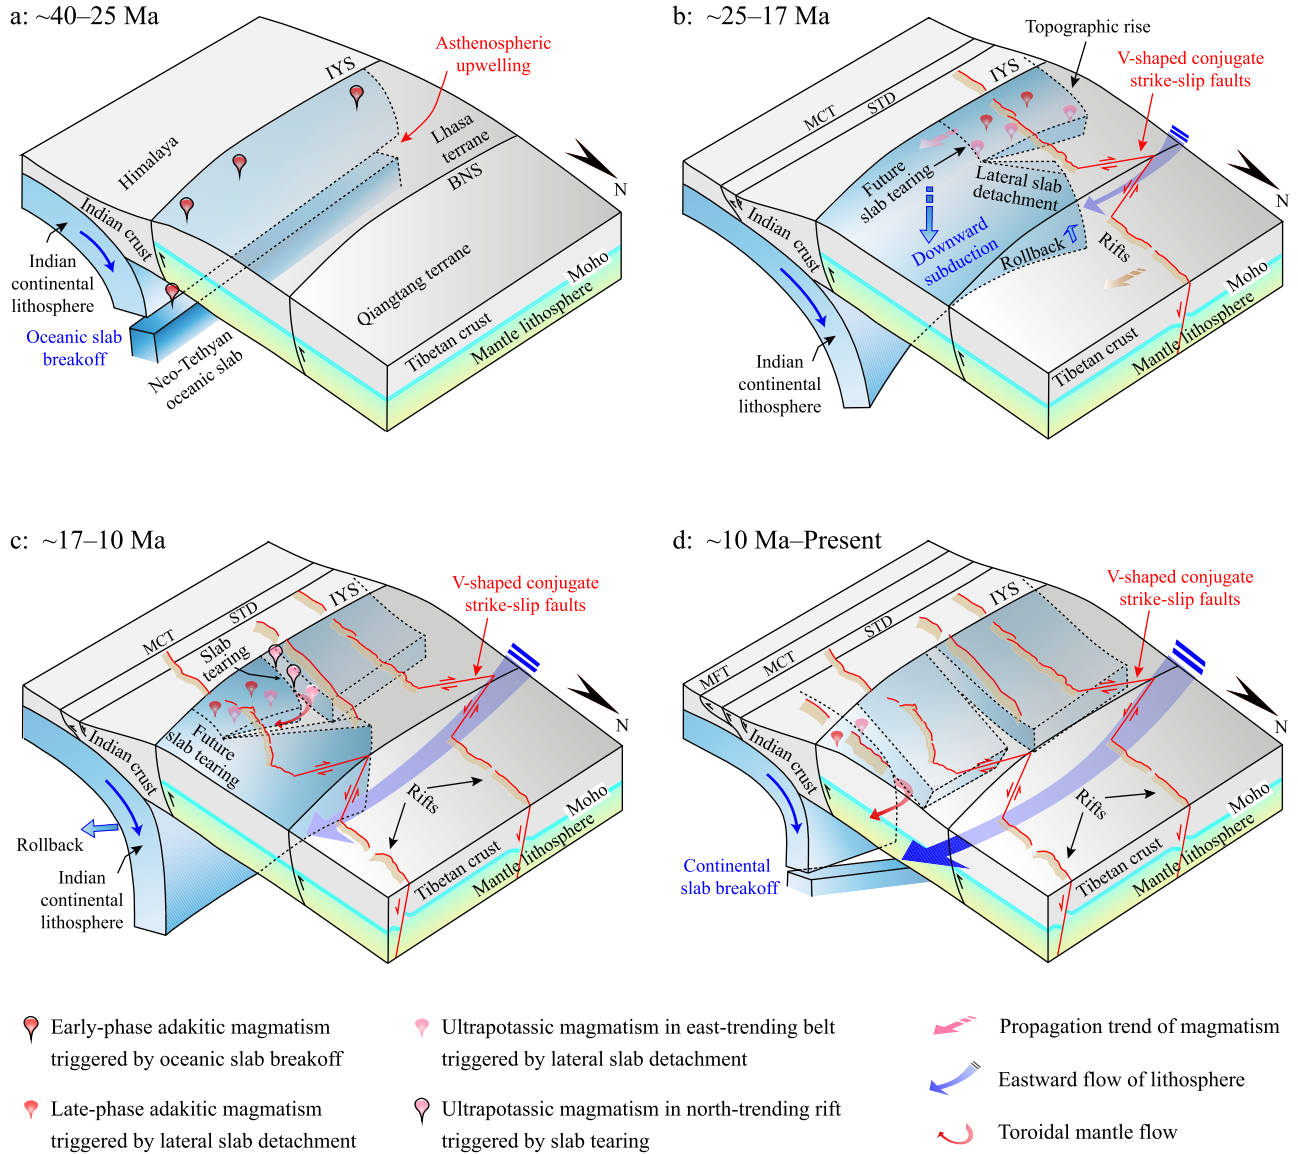 a: ~40–25 Ma
Asthenospheric
upwelling
IYS
Himalaya
Lhasa
terrane
BNS
N
Indian crust
Indian
continental
lithosphere
Oceanic slab
breakoff
Neo-Tethyan
oceanic slab
Qiangtang terrane
Moho
Tibetan crust
Mantle lithosphere
b: ~25–17 Ma
Topographic rise
V-shaped conjugate
strike-slip faults
IYS
STD
MCT
Future
slab tearing
Lateral slab
detachment
N
Indian crust
Downward
subduction
Rollback
Rifts
Indian
continental
lithosphere
Moho
Tibetan crust
Mantle lithosphere
c: ~17–10 Ma
V-shaped conjugate
strike-slip faults
IYS
STD
MCT
Slab
tearing
N
Future
slab tearing
Indian crust
Rifts
Rollback
Indian
continental
lithosphere
Moho
Tibetan crust
Mantle lithosphere
d: ~10 Ma–Present
V-shaped conjugate
strike-slip faults
IYS
STD
MCT
MFT
N
Indian crust
Rifts
Continental
slab breakoff
Moho
Tibetan crust
Mantle lithosphere
Early-phase adakitic magmatism
triggered by oceanic slab breakoff
Late-phase adakitic magmatism
triggered by lateral slab detachment
Ultrapotassic magmatism in east-trending belt
triggered by lateral slab detachment
Ultrapotassic magmatism in north-trending rift
triggered by slab tearing
Propagation trend of magmatism
Eastward flow of lithosphere
Toroidal mantle flow